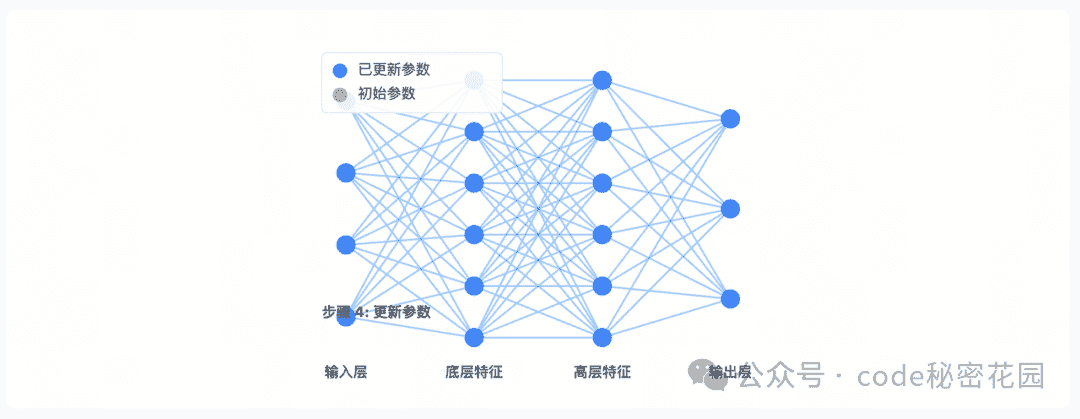 已更新参数
初始参数
步骤 4: 更新参数
输入层
底层特征
高层特征
输出层
公众号 · code秘密花园